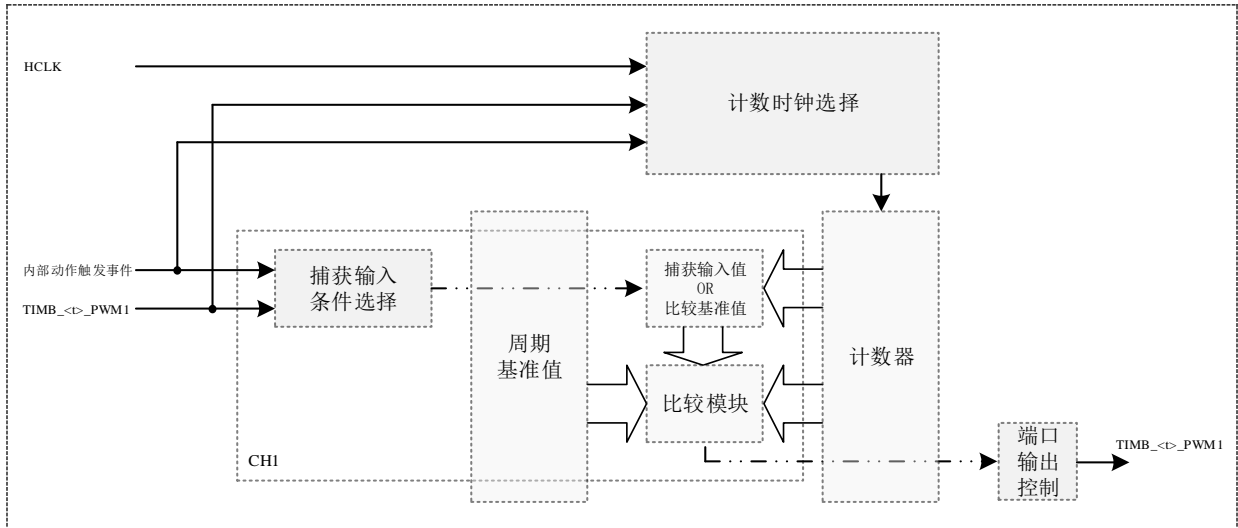 HCLK
计数时钟选择
内部动作触发事件
TIMB_<t>_PWM1
捕获输入
条件选择
周期
基准值
捕获输入值
OR
比较基准值
比较模块
计数器
CH1
端口
输出
控制
TIMB_<t>_PWM1